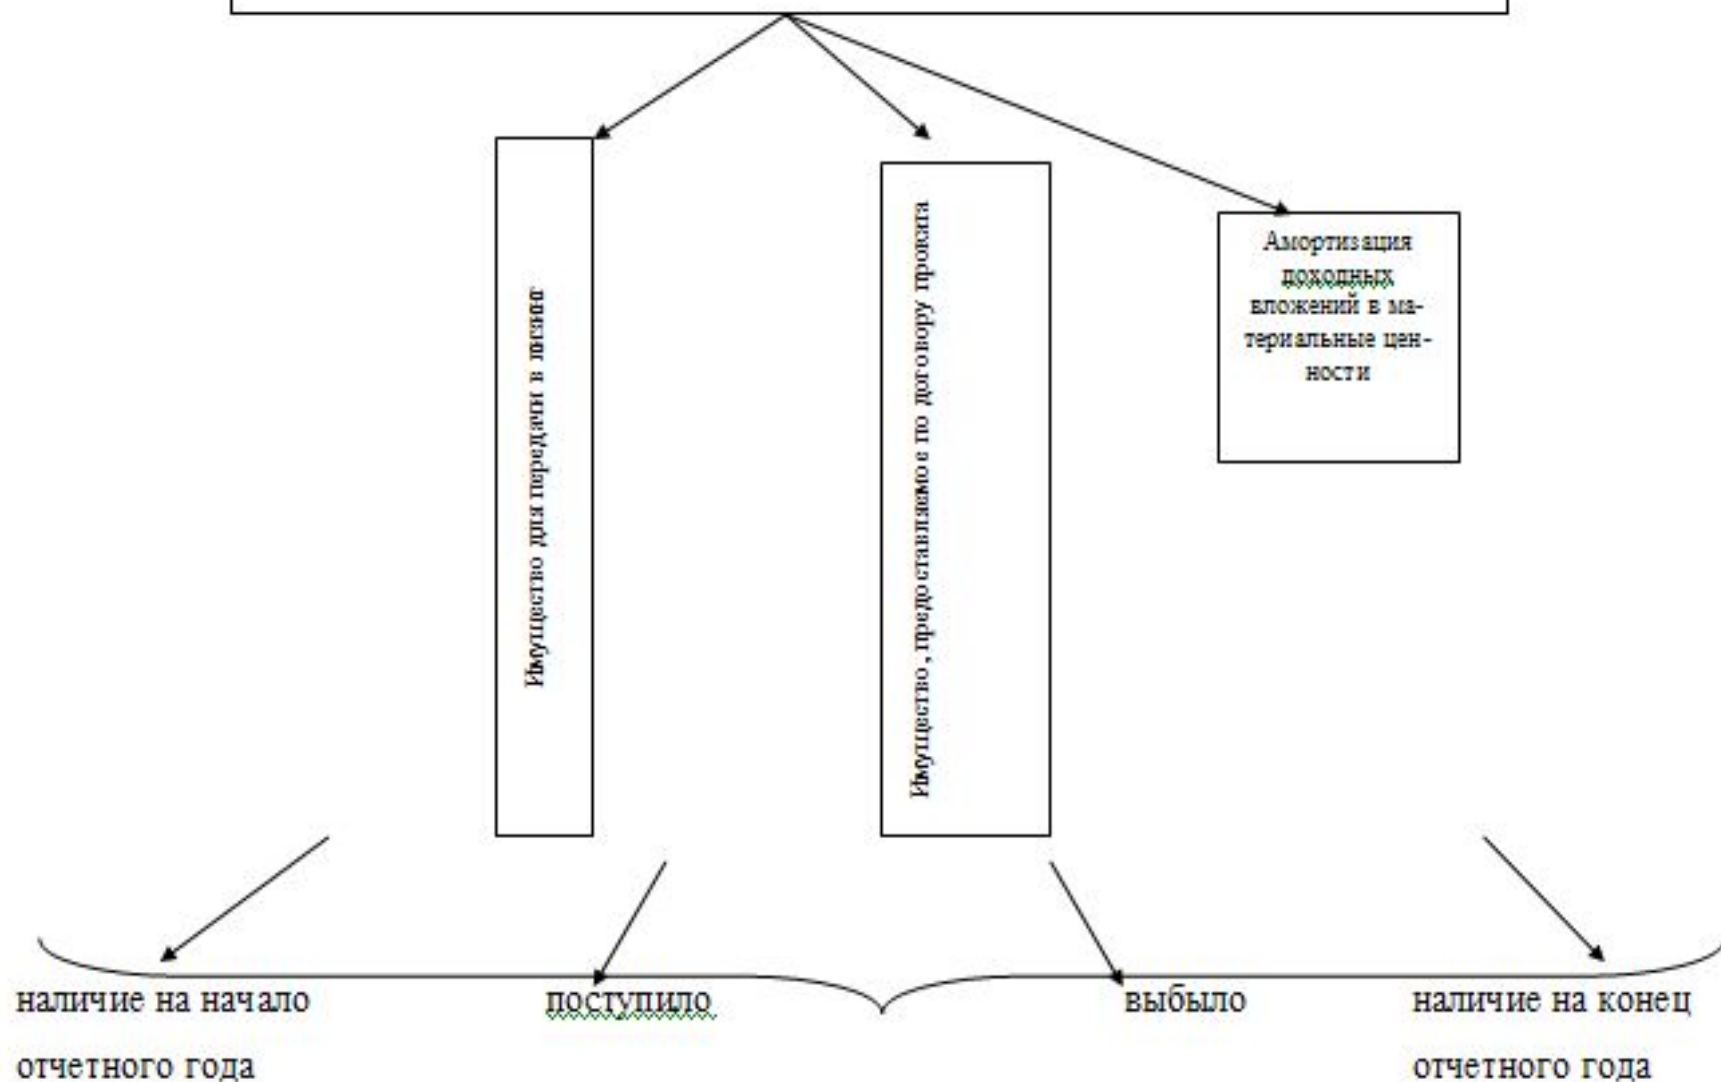 Имущество для передачи в лизинг
Имущество, предоставляемое по договору проката
Амортизация
доходных
вложений в ма-
териальные цен-
ности
наличие на начало
отчетного года
поступило
выбыло
наличие на конец
отчетного года